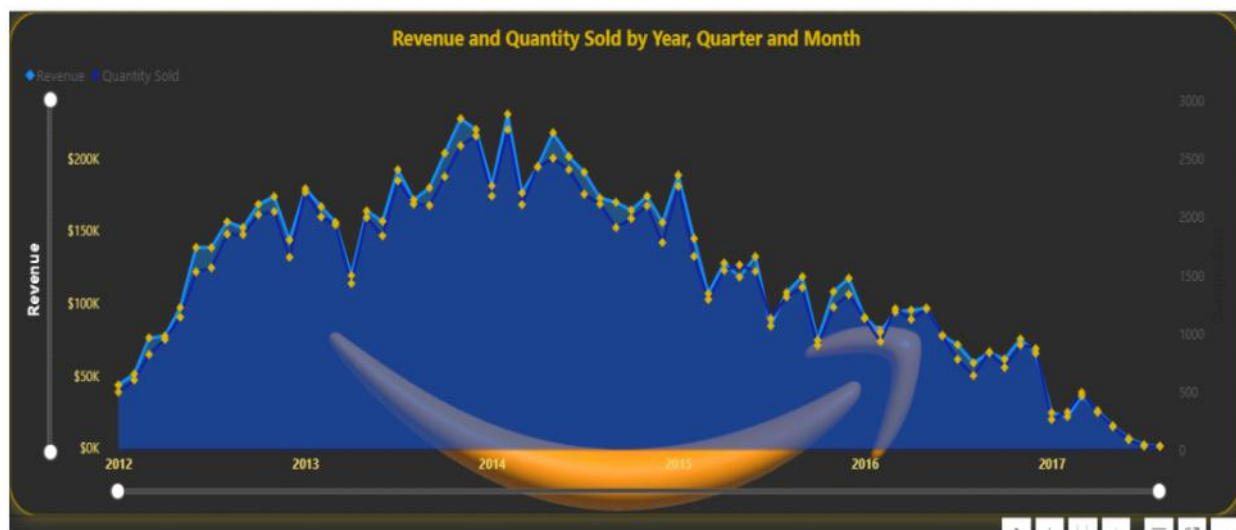 Revenue and Quantity Sold by Year, Quarter and Month
Revenue Quantity Sold
3000
$200K
2500
2000
$150K
Revenue
1500
$100K
1000
$50K
500
$0K
0
2012 2013 2014 2015 2016 2017